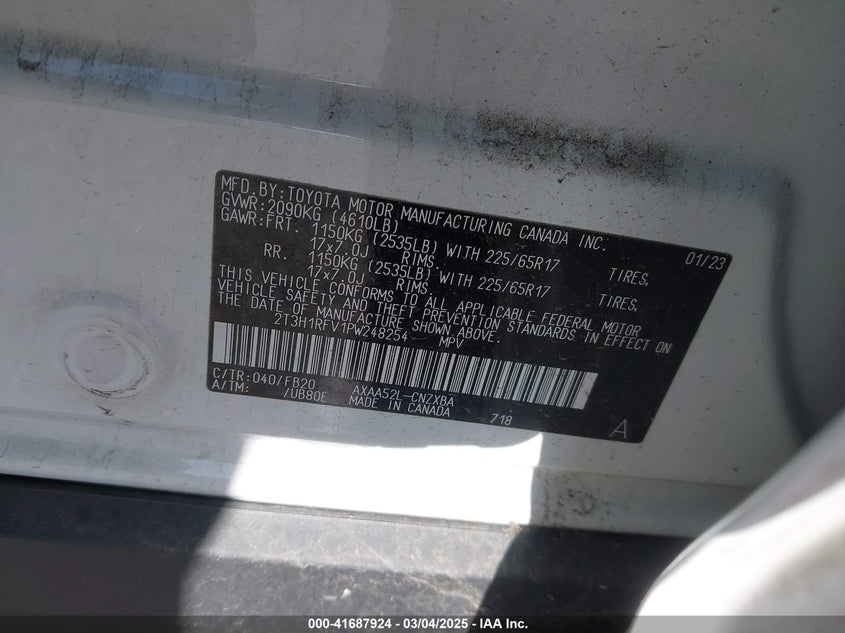 MFD.BY:TOYOTA MOTOR MANUFACTURING CANADA INC. 01/23
GVWR:2090KG (4610LB)
GAWR:FRT. 1150KG (2535LB) WITH 225/65R17 TIRES,
17x7.0J RIMS,
RR. 1150KG (2535LB) WITH 225/65R17 TIRES,
17x7.0J RIMS
THIS VEHICLE CONFORMS TO ALL APPLICABLE FEDERAL MOTOR
VEHICLE SAFETY AND THEFT PREVENTION STANDARDS IN EFFECT ON
THE DATE OF MANUFACTURE SHOWN ABOVE.
2T3H1RFV1PW248254 MPV
C/TR:040/FB20 AXAA52L-CNZXBA
A/TM: /UB80E MADE IN CANADA 718 A
000-41687924 - 03/04/2025 - IAA Inc.